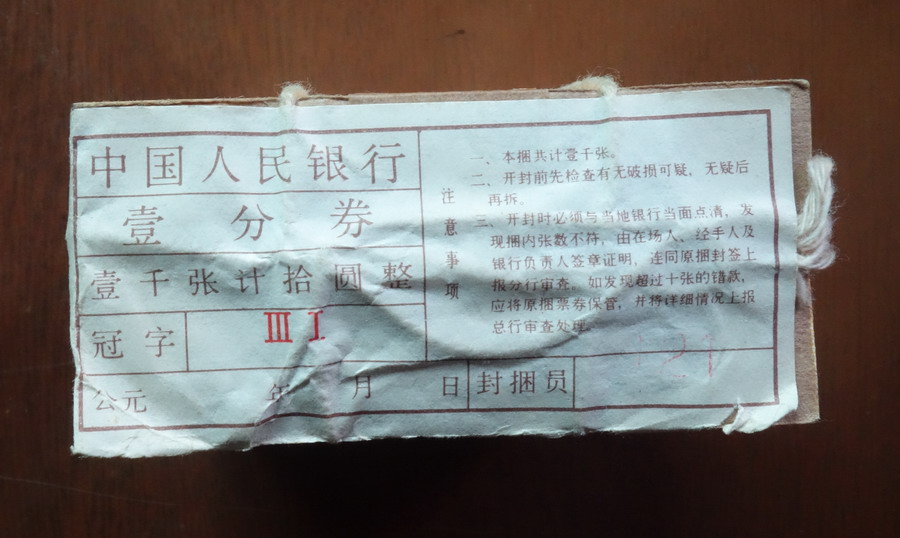 中国人民银行
壹分券
壹千张计拾圆整
冠字 ⅢⅠ
公元 年 月 日 封捆员
注意事项
一、本捆共计壹千张。
二、开封前先检查有无破损可疑，无疑后
再拆。
三、开封时必须与当地银行当面点清，发
现捆内张数不符，由在场人、经手人及
银行负责人签章证明，连同原捆封签上
报分行审查，如发现超过十张的错款，
应将原捆票券保管，并将详细情况上报
总行审查处理。